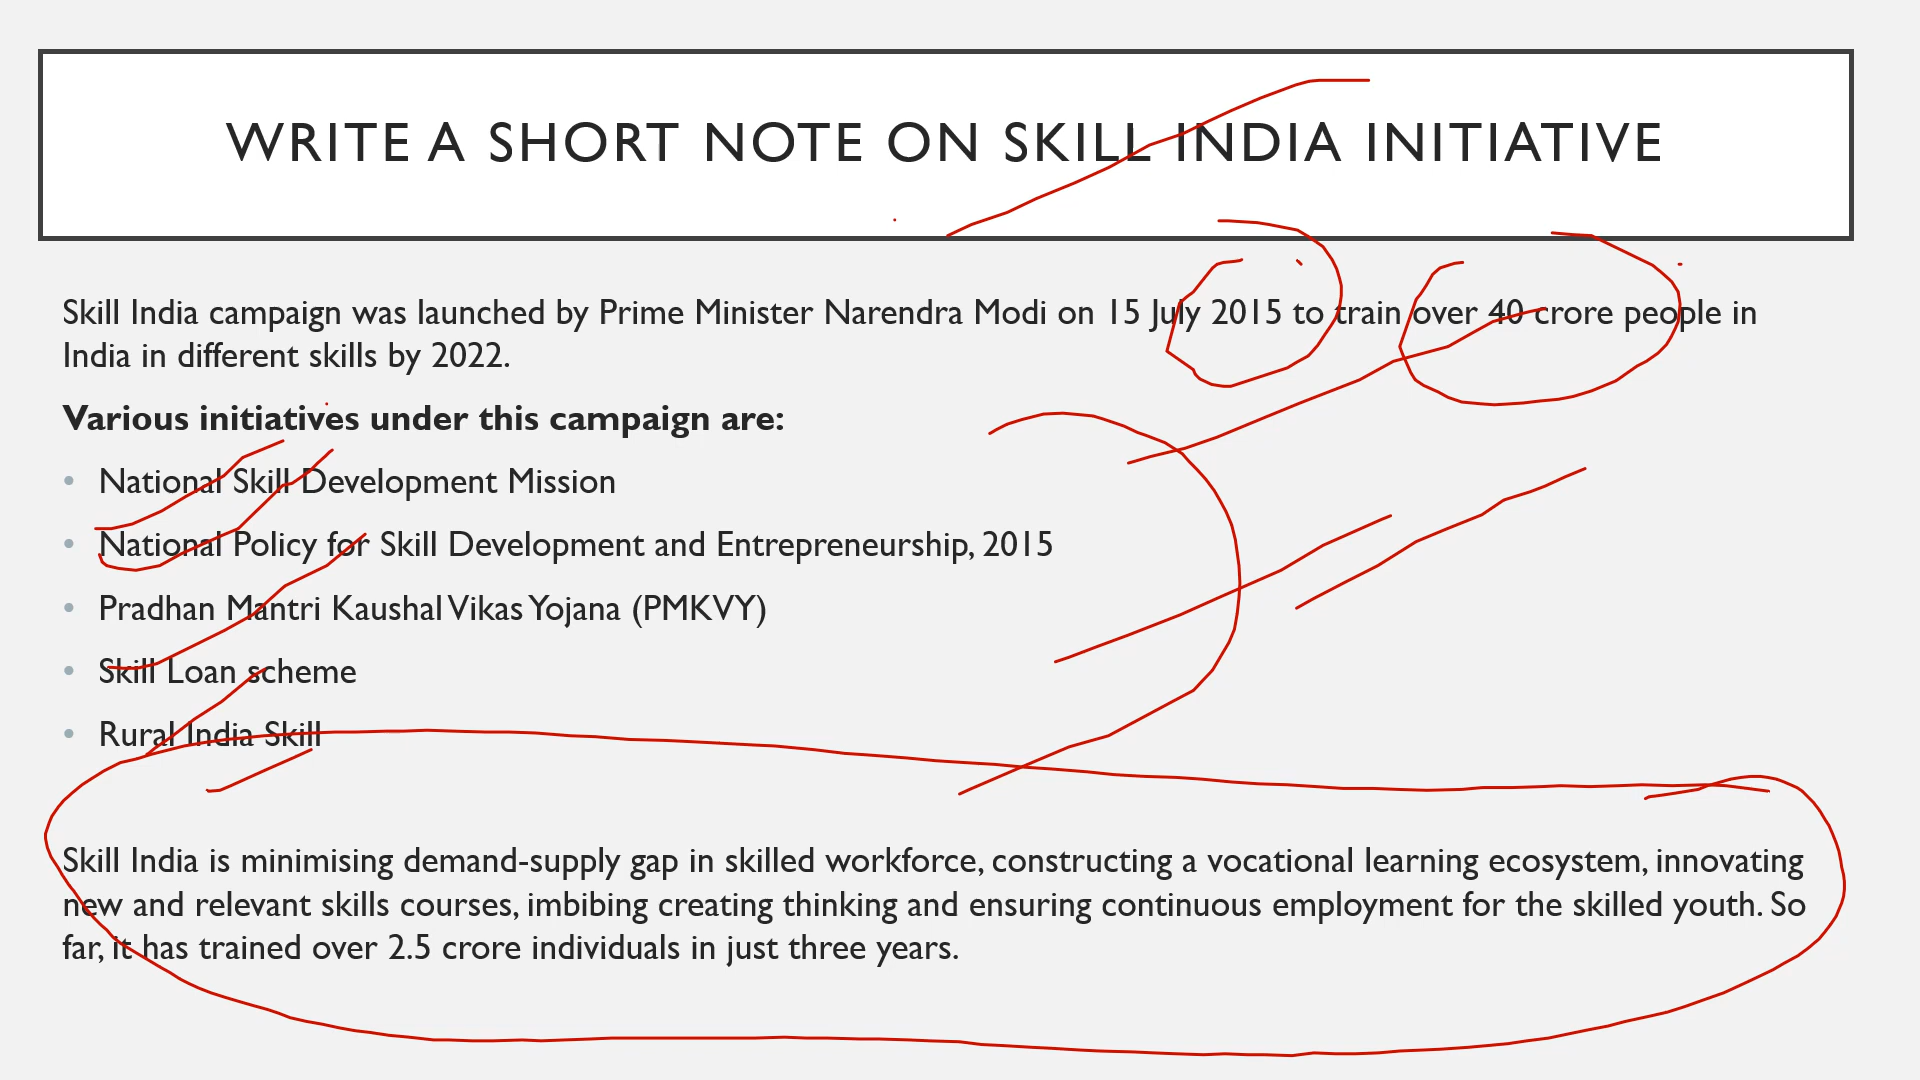 WRITE A SHORT NOTE ON SKILL INDIA INITIATIVE
Skill India campaign was launched by Prime Minister Narendra Modi on 15 July 2015 to train over 40 crore people in
India in different skills by 2022.
Various initiatives under this campaign are:
• National Skill Development Mission
• National Policy for Skill Development and Entrepreneurship, 2015
• Pradhan Mantri Kaushal Vikas Yojana (PMKVY)
• Skill Loan scheme
• Rural India Skill
Skill India is minimising demand-supply gap in skilled workforce, constructing a vocational learning ecosystem, innovating
new and relevant skills courses, imbibing creating thinking and ensuring continuous employment for the skilled youth. So
far, it has trained over 2.5 crore individuals in just three years.